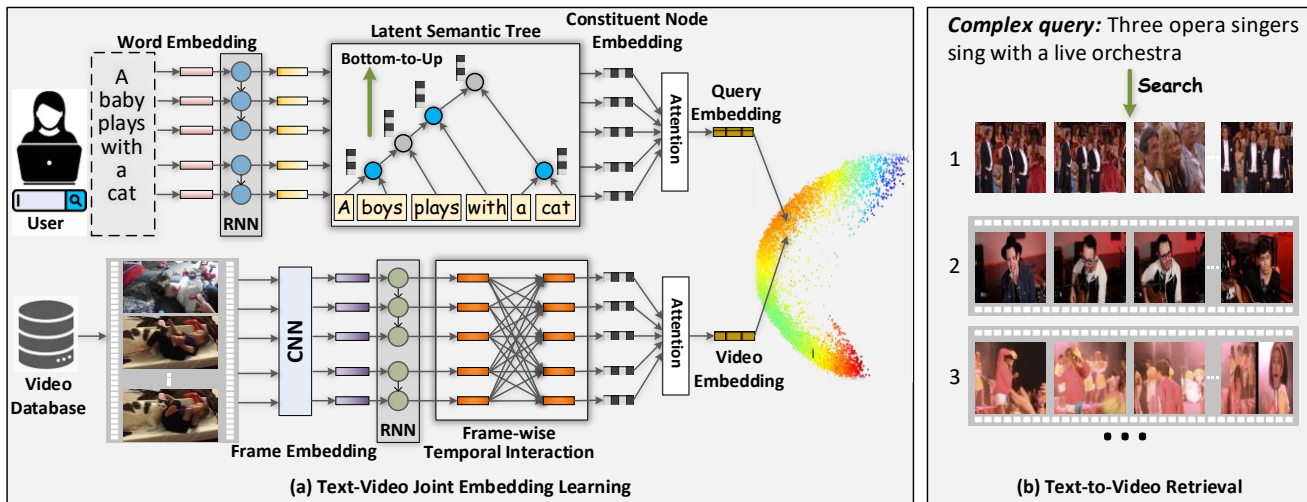 Word Embedding
Latent Semantic Tree
Constituent Node
Embedding
A
baby
plays
with
a
cat
User
RNN
Bottom-to-Up
A boys plays with a cat
Attention
Query
Embedding
Video
Database
CNN
Frame Embedding
RNN
Frame-wise
Temporal Interaction
Attention
Video
Embedding
(a) Text-Video Joint Embedding Learning
Complex query: Three opera singers
sing with a live orchestra
Search
1
2
3
(b) Text-to-Video Retrieval